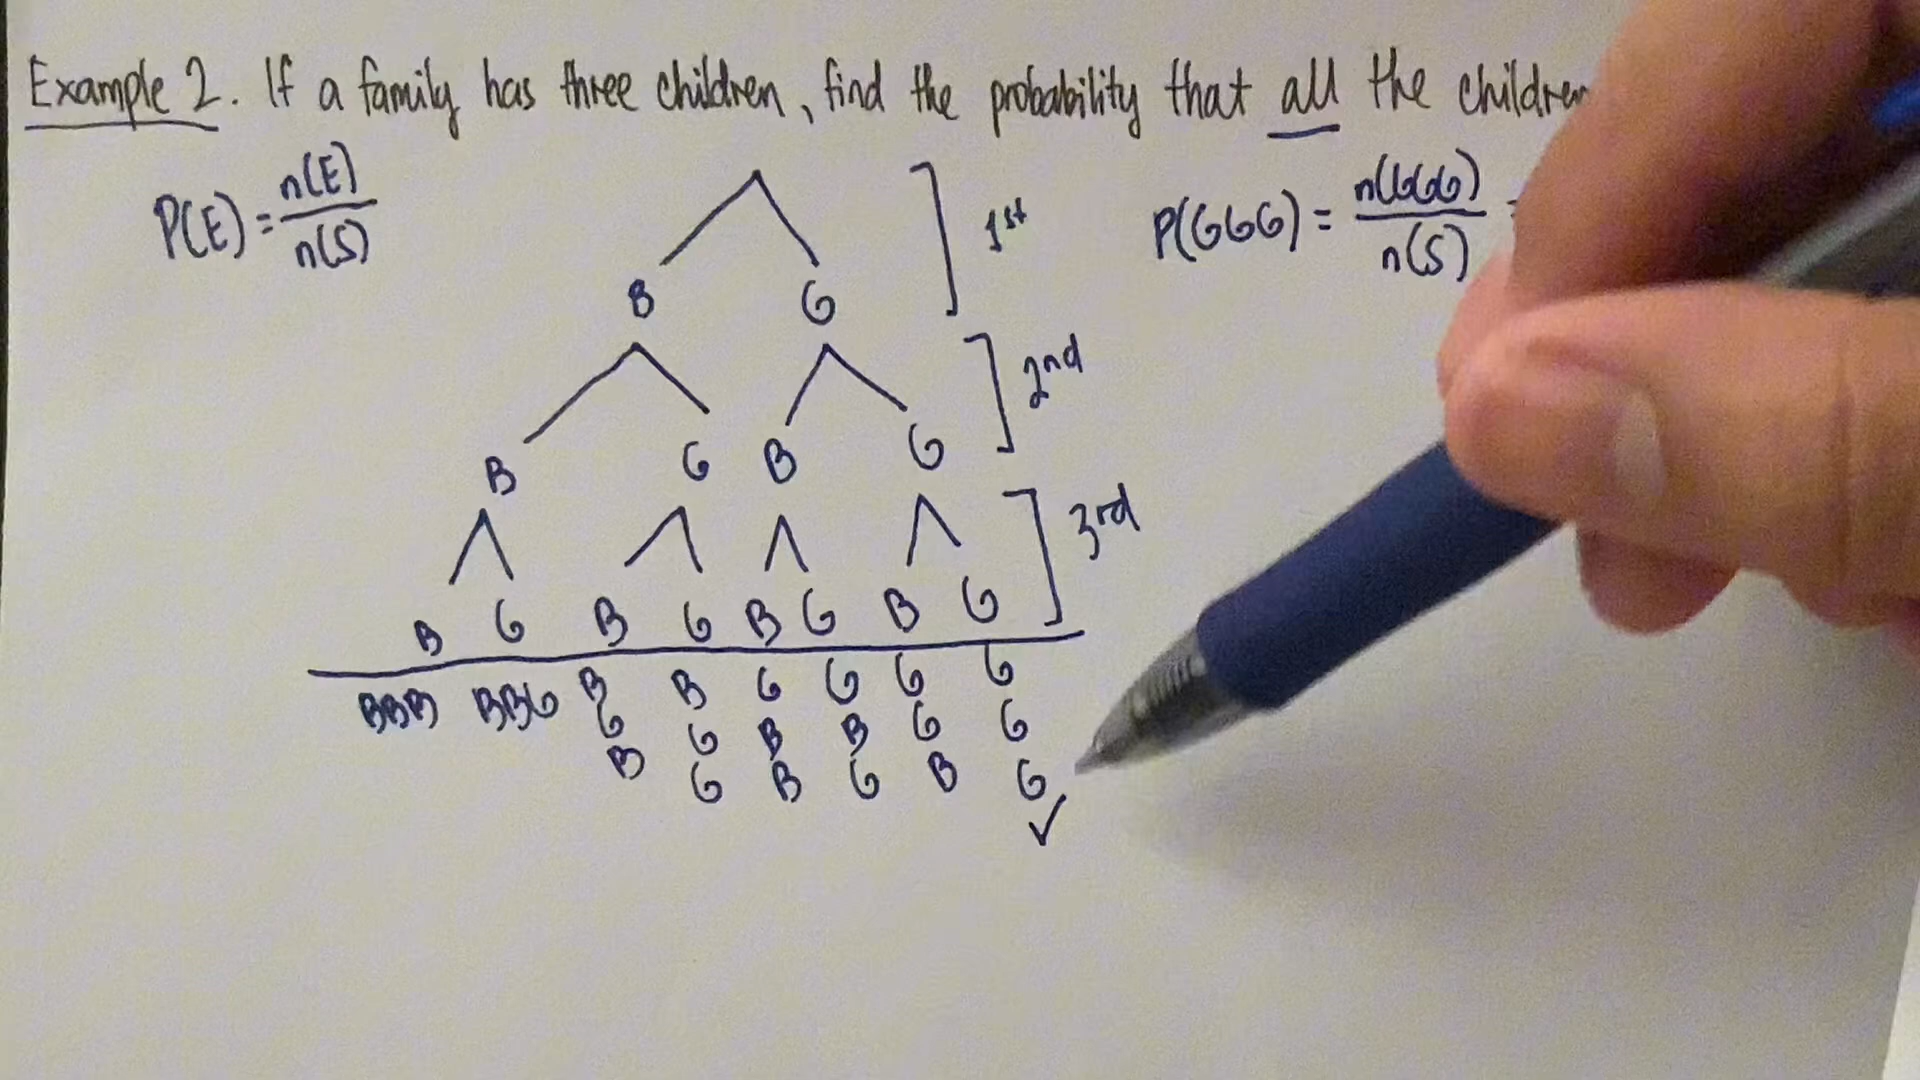 Example 2. If a family has three children, find the probability that all the children
P(E) = n(E) / n(S)
P(GGG) = n(GGG) / n(S) =
1st
B G
2nd
B G B G
3rd
B G B G B G B G
BBB BBG B B G G G G
G G B B G G
B G B G B G
✓